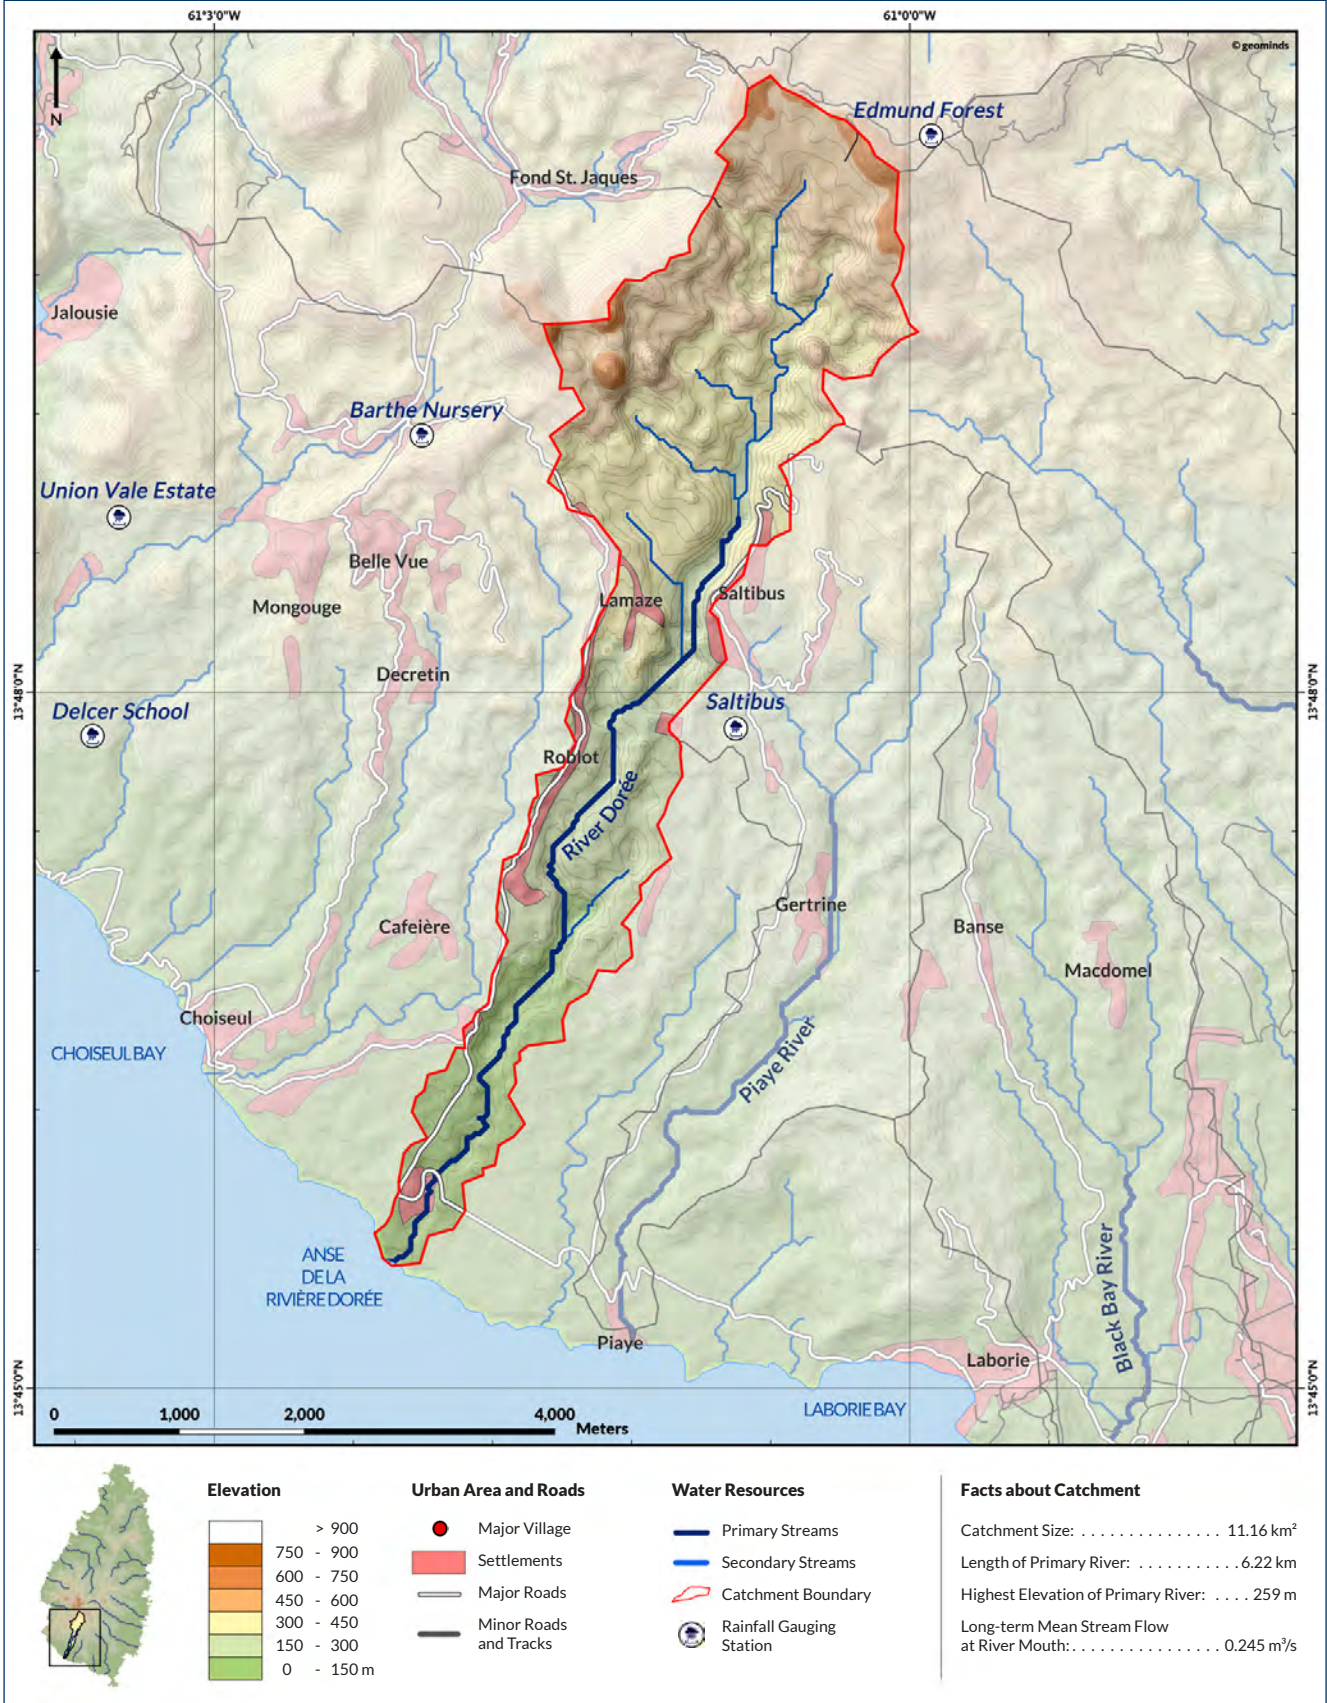 61°3'0"W
61°0'0"W
© geominds
N
Edmund Forest
Fond St. Jaques
Jalousie
Barthe Nursery
Union Vale Estate
Belle Vue
Mongouge
Lamaze
Saltibus
13°48'0"N
13°48'0"N
Decretin
Delcer School
Saltibus
Roblot
River Dorée
Gertrine
Cafeière
Banse
Macdomel
Choiseul
CHOISEUL BAY
Piaye River
ANSE
DE LA
RIVIÈRE DORÉE
Black Bay River
Piaye
Laborie
13°45'0"N
13°45'0"N
LABORIE BAY
0 1,000 2,000 4,000
Meters
Elevation
> 900
750 - 900
600 - 750
450 - 600
300 - 450
150 - 300
0 - 150 m
Urban Area and Roads
Major Village
Settlements
Major Roads
Minor Roads
and Tracks
Water Resources
Primary Streams
Secondary Streams
Catchment Boundary
Rainfall Gauging
Station
Facts about Catchment
Catchment Size: . . . . . . . . . . . . . . . 11.16 km²
Length of Primary River: . . . . . . . . . . . 6.22 km
Highest Elevation of Primary River: . . . . 259 m
Long-term Mean Stream Flow
at River Mouth: . . . . . . . . . . . . . . . . 0.245 m³/s